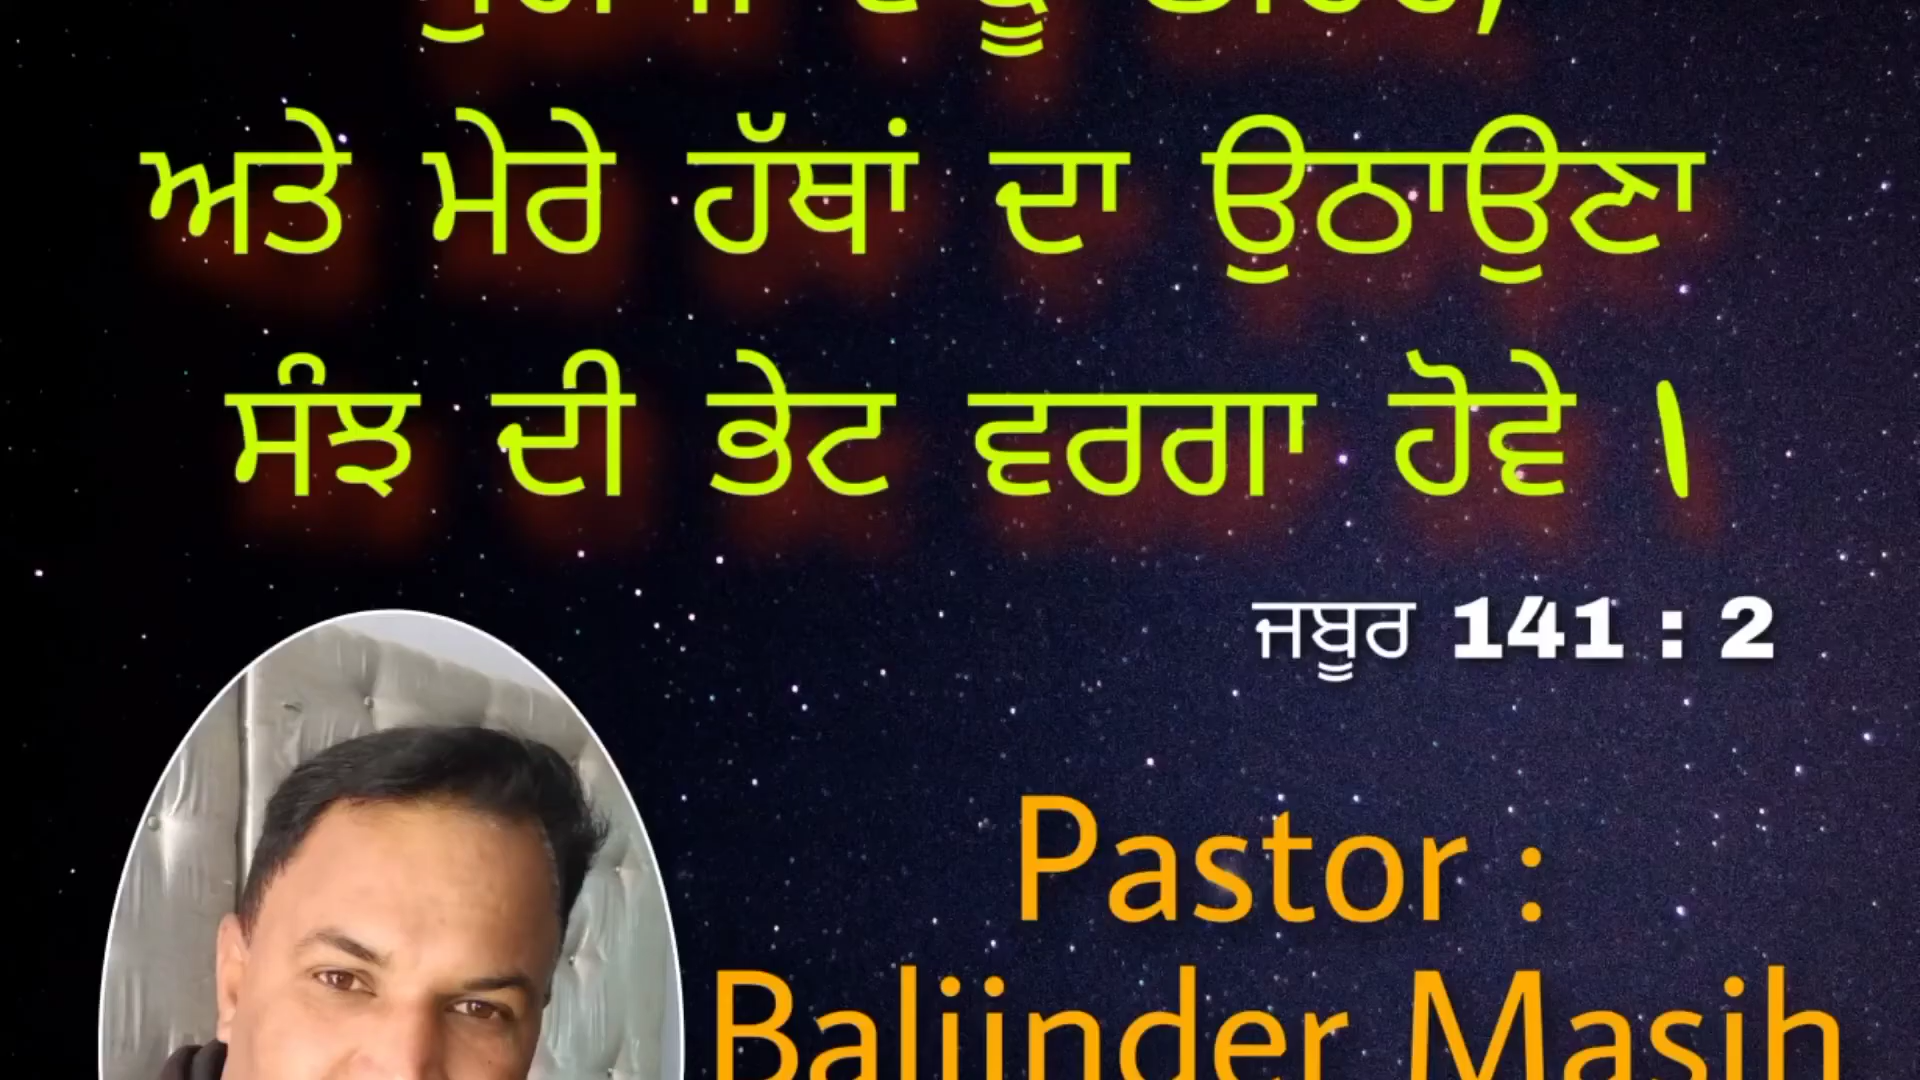 ਅਤੇ ਮੇਰੇ ਹੱਥਾਂ ਦਾ ਉਠਾਉਣਾ
ਸੰਝ ਦੀ ਭੇਟ ਵਰਗਾ ਹੋਵੇ ।
ਜਬੂਰ 141 : 2
Pastor :
Baljinder Masih